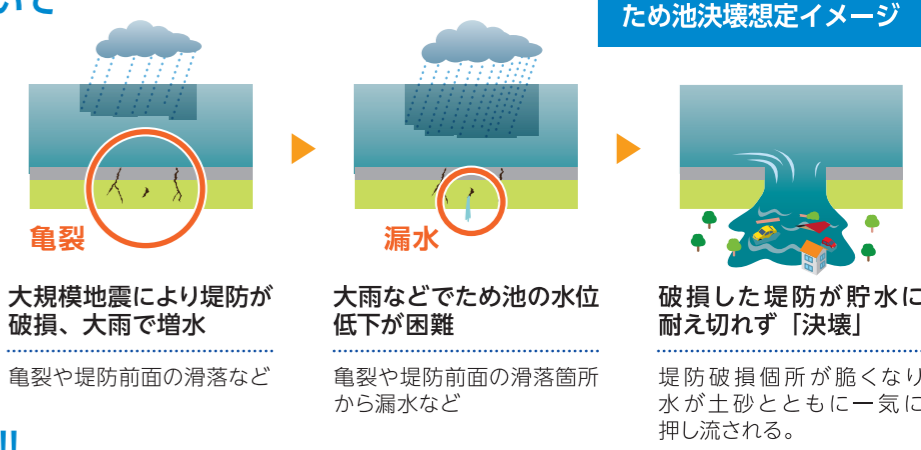 いて
ため池決壊想定イメージ
亀裂
漏水
大規模地震により堤防が
破損、大雨で増水
亀裂や堤防前面の滑落など
大雨などでため池の水位
低下が困難
亀裂や堤防前面の滑落箇所
から漏水など
破損した堤防が貯水に
耐え切れず「決壊」
堤防破損個所が脆くなり
水が土砂とともに一気に
押し流される。
!!